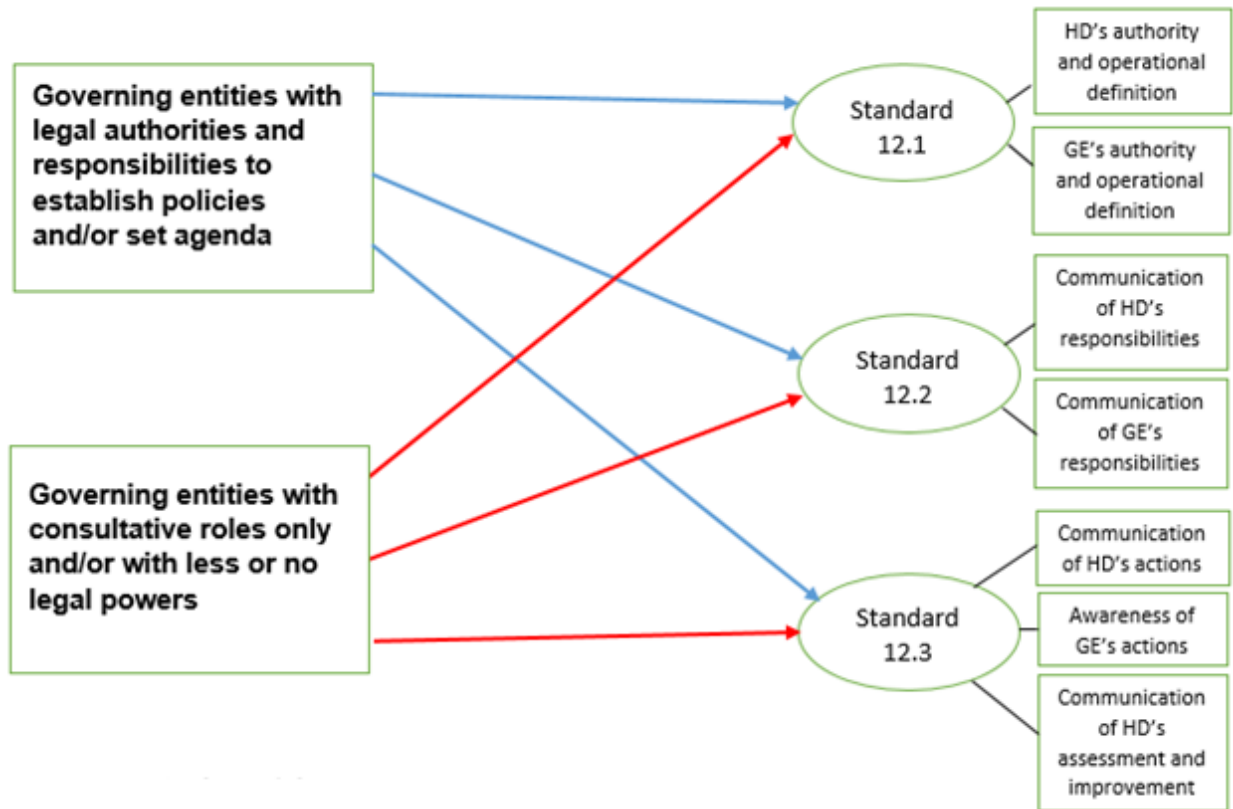 Governing entities with
legal authorities and
responsibilities to
establish policies
and/or set agenda
Governing entities with
consultative roles only
and/or with less or no
legal powers
Standard
12.1
Standard
12.2
Standard
12.3
HD's authority
and operational
definition
GE's authority
and operational
definition
Communication
of HD's
responsibilities
Communication
of GE's
responsibilities
Communication
of HD's actions
Awareness of
GE's actions
Communication
of HD's
assessment and
improvement